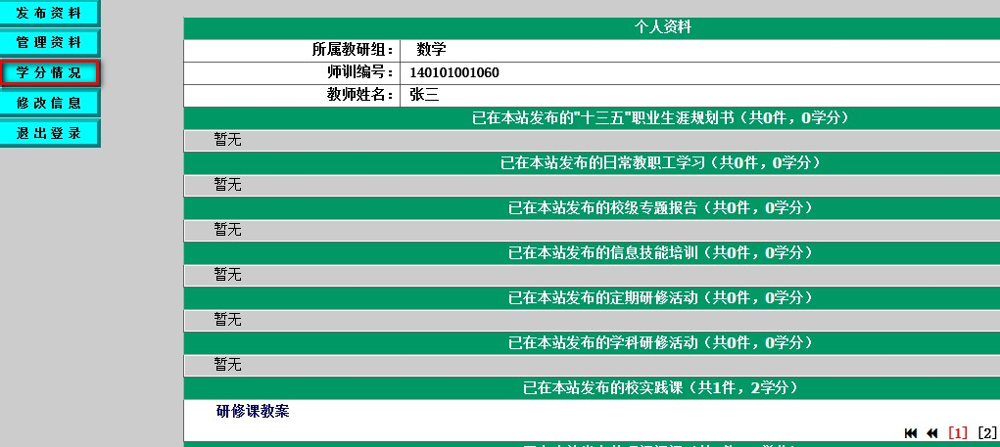 发布资料
管理资料
学分情况
修改信息
退出登录
个人资料
所属教研组： 数学
师训编号： 140101001060
教师姓名： 张三
已在本站发布的"十三五"职业生涯规划书（共0件，0学分）
暂无
已在本站发布的日常教职工学习（共0件，0学分）
暂无
已在本站发布的校级专题报告（共0件，0学分）
暂无
已在本站发布的信息技能培训（共0件，0学分）
暂无
已在本站发布的定期研修活动（共0件，0学分）
暂无
已在本站发布的学科研修活动（共0件，0学分）
暂无
已在本站发布的校实践课（共1件，2学分）
研修课教案
[1] [2]